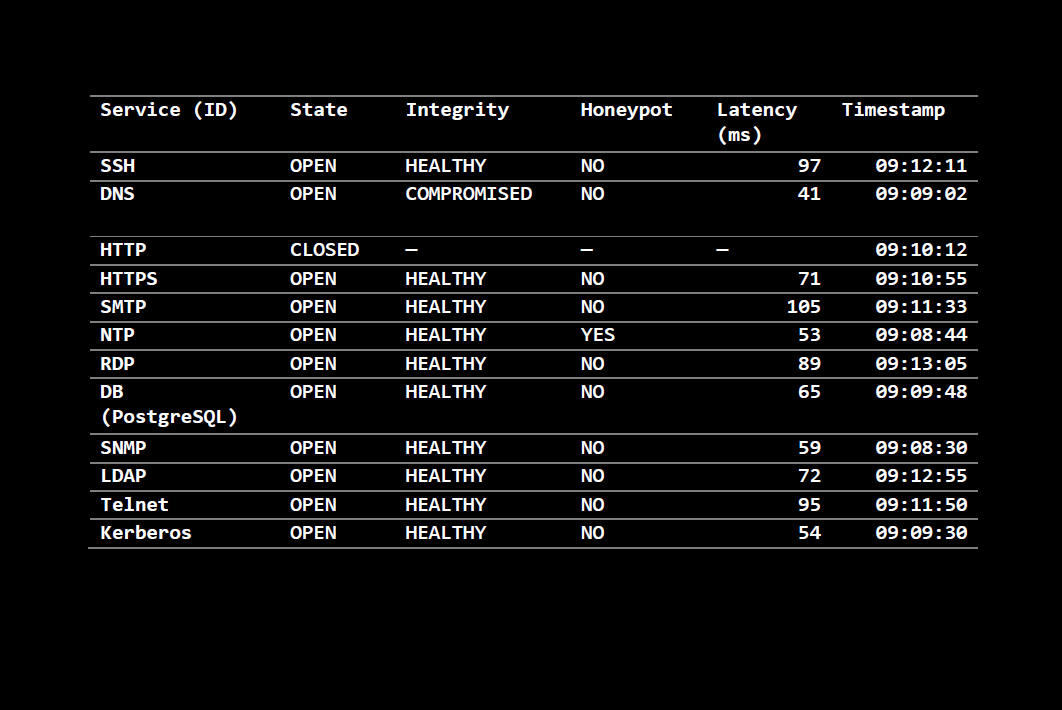 Service (ID) State Integrity Honeypot Latency (ms) Timestamp
SSH OPEN HEALTHY NO 97 09:12:11
DNS OPEN COMPROMISED NO 41 09:09:02
HTTP CLOSED — — — 09:10:12
HTTPS OPEN HEALTHY NO 71 09:10:55
SMTP OPEN HEALTHY NO 105 09:11:33
NTP OPEN HEALTHY YES 53 09:08:44
RDP OPEN HEALTHY NO 89 09:13:05
DB (PostgreSQL) OPEN HEALTHY NO 65 09:09:48
SNMP OPEN HEALTHY NO 59 09:08:30
LDAP OPEN HEALTHY NO 72 09:12:55
Telnet OPEN HEALTHY NO 95 09:11:50
Kerberos OPEN HEALTHY NO 54 09:09:30